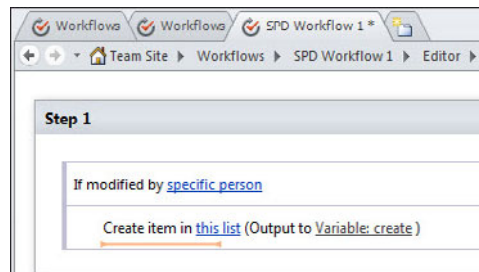 Workflows Workflows SPD Workflow 1 *
Team Site Workflows SPD Workflow 1 Editor
Step 1
If modified by specific person
Create item in this list (Output to Variable: create )